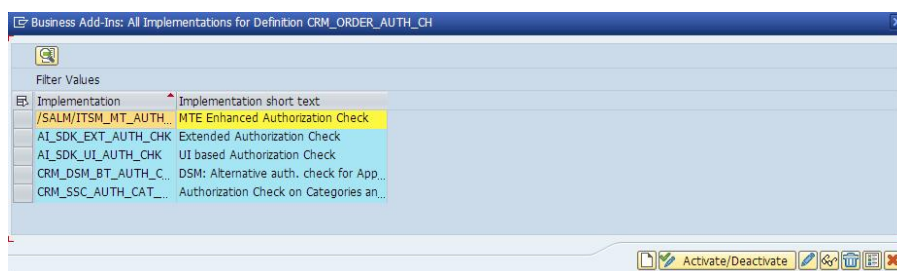 Business Add-Ins: All Implementations for Definition CRM_ORDER_AUTH_CH
Filter Values
Implementation Implementation short text
/SALM/ITSM_MT_AUTH... MTE Enhanced Authorization Check
AI_SDK_EXT_AUTH_CHK Extended Authorization Check
AI_SDK_UI_AUTH_CHK UI based Authorization Check
CRM_DSM_BT_AUTH_C... DSM: Alternative auth. check for App...
CRM_SSC_AUTH_CAT_... Authorization Check on Categories an...
Activate/Deactivate